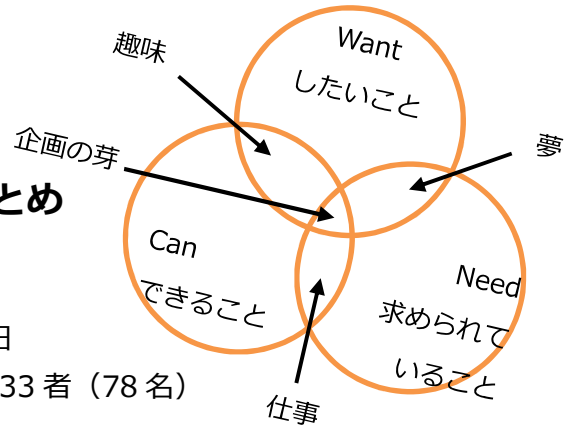 Want
したいこと
趣味
夢
企画の芽
とめ
Can
できること
Need
求められて
いること
日
33 者（78 名）
仕事